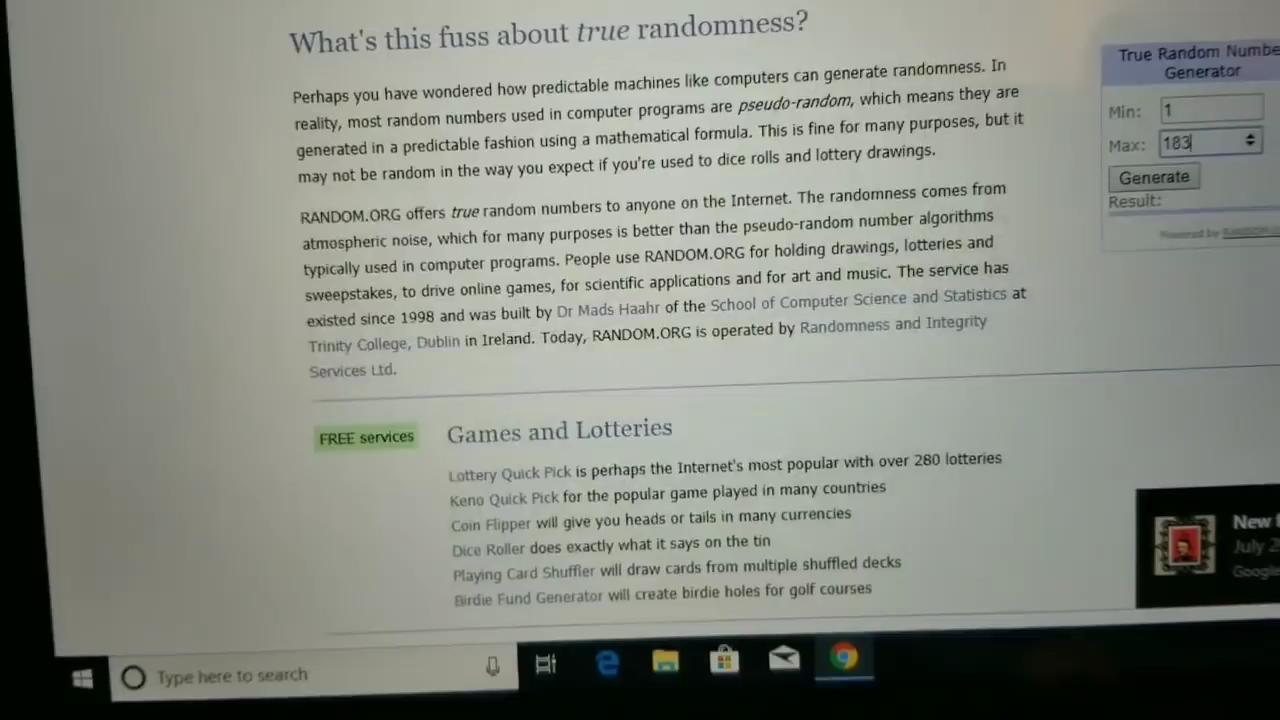 What's this fuss about true randomness?
Perhaps you have wondered how predictable machines like computers can generate randomness. In
reality, most random numbers used in computer programs are pseudo-random, which means they are
generated in a predictable fashion using a mathematical formula. This is fine for many purposes, but it
may not be random in the way you expect if you're used to dice rolls and lottery drawings.
RANDOM.ORG offers true random numbers to anyone on the Internet. The randomness comes from
atmospheric noise, which for many purposes is better than the pseudo-random number algorithms
typically used in computer programs. People use RANDOM.ORG for holding drawings, lotteries and
sweepstakes, to drive online games, for scientific applications and for art and music. The service has
existed since 1998 and was built by Dr Mads Haahr of the School of Computer Science and Statistics at
Trinity College, Dublin in Ireland. Today, RANDOM.ORG is operated by Randomness and Integrity
Services Ltd.
True Random Numbe
Generator
Min: 1
Max: 183
Generate
Result:
Powered by
FREE services
Games and Lotteries
Lottery Quick Pick is perhaps the Internet's most popular with over 280 lotteries
Keno Quick Pick for the popular game played in many countries
Coin Flipper will give you heads or tails in many currencies
Dice Roller does exactly what it says on the tin
Playing Card Shuffler will draw cards from multiple shuffled decks
Birdie Fund Generator will create birdie holes for golf courses
New
July 2
Google
Type here to search